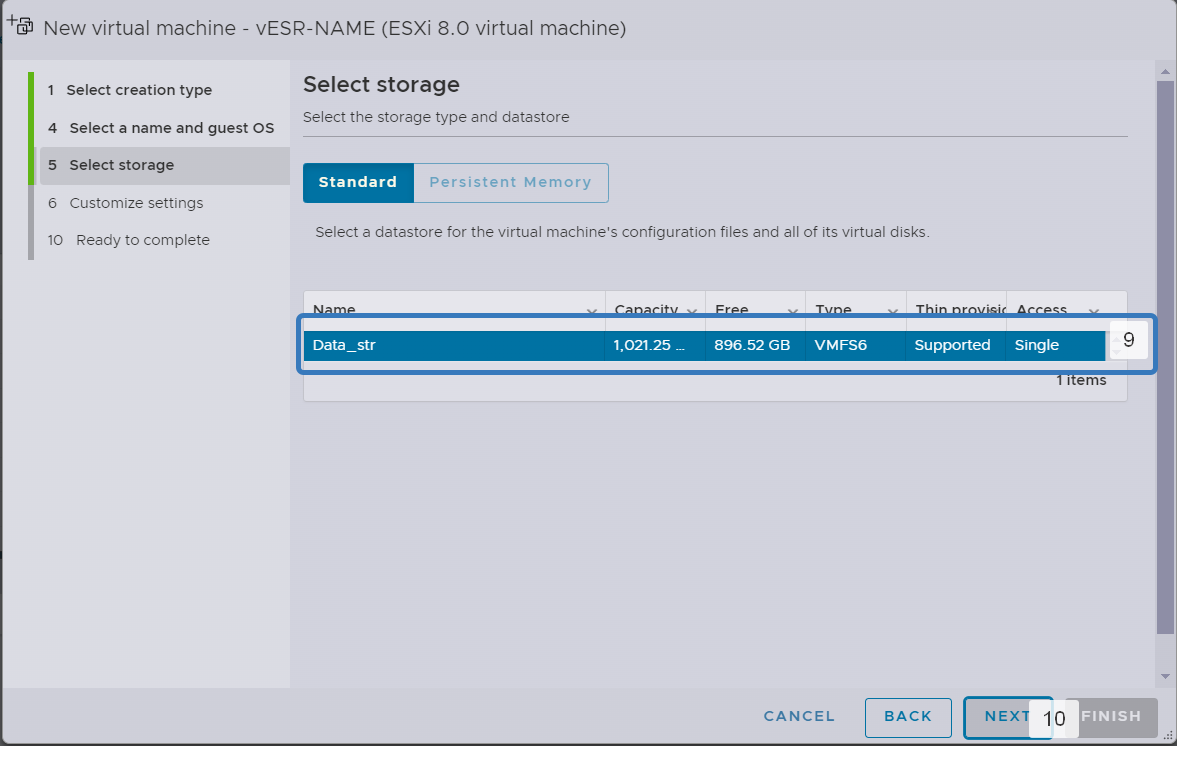 New virtual machine - vESR-NAME (ESXi 8.0 virtual machine)
1 Select creation type
4 Select a name and guest OS
5 Select storage
6 Customize settings
10 Ready to complete
Select storage
Select the storage type and datastore
Standard Persistent Memory
Select a datastore for the virtual machine's configuration files and all of its virtual disks.
Name Capacity Free Type Thin provisic Access
Data_str 1,021.25 ... 896.52 GB VMFS6 Supported Single 9
1 items
CANCEL BACK NEXT 10 FINISH